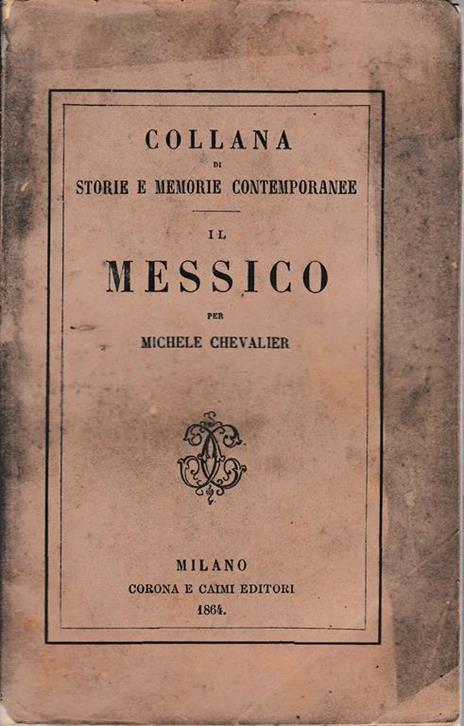 COLLANA
DI
STORIE E MEMORIE CONTEMPORANEE
IL
MESSICO
PER
MICHELE CHEVALIER
MILANO
CORONA E CAIMI EDITORI
1864.